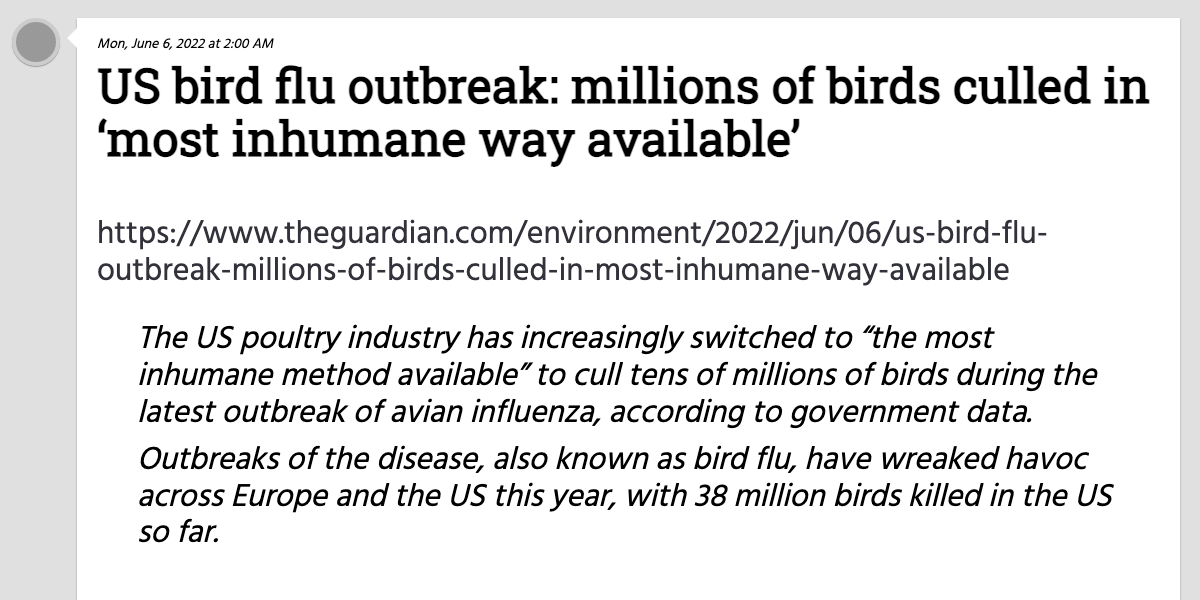 Mon, June 6, 2022 at 2:00 AM
US bird flu outbreak: millions of birds culled in
‘most inhumane way available’
https://www.theguardian.com/environment/2022/jun/06/us-bird-flu-
outbreak-millions-of-birds-culled-in-most-inhumane-way-available
The US poultry industry has increasingly switched to “the most
inhumane method available” to cull tens of millions of birds during the
latest outbreak of avian influenza, according to government data.
Outbreaks of the disease, also known as bird flu, have wreaked havoc
across Europe and the US this year, with 38 million birds killed in the US
so far.